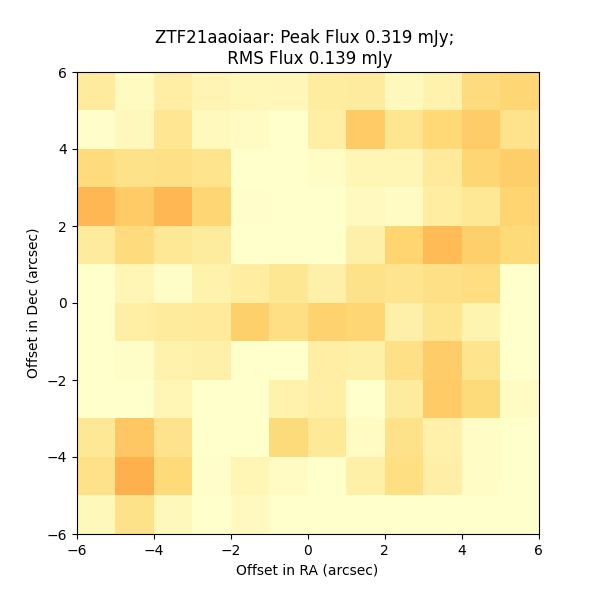 ZTF21aaoiaar: Peak Flux 0.319 mJy;
RMS Flux 0.139 mJy
6
4
2
0
−2
−4
−6
Offset in Dec (arcsec)
−6 −4 −2 0 2 4 6
Offset in RA (arcsec)